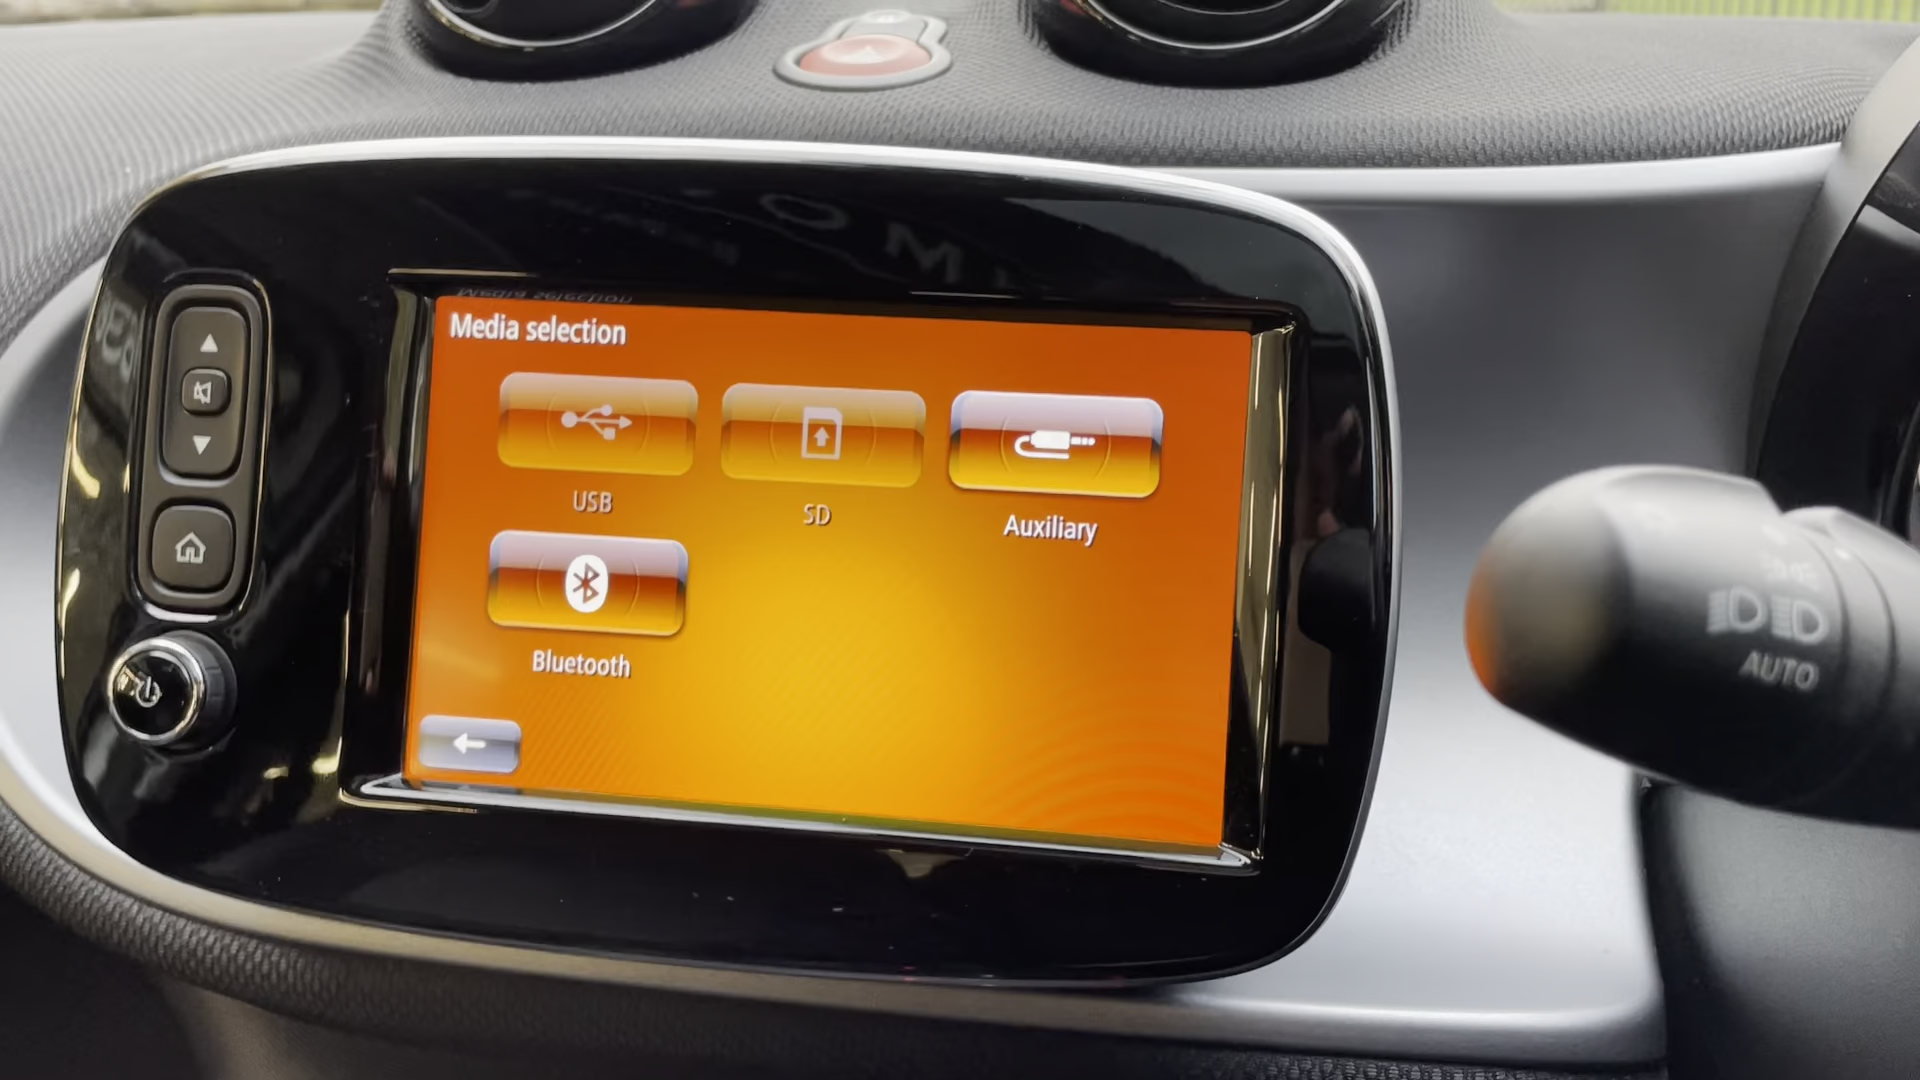 Media selection
USB
SD
Auxiliary
Bluetooth
AUTO